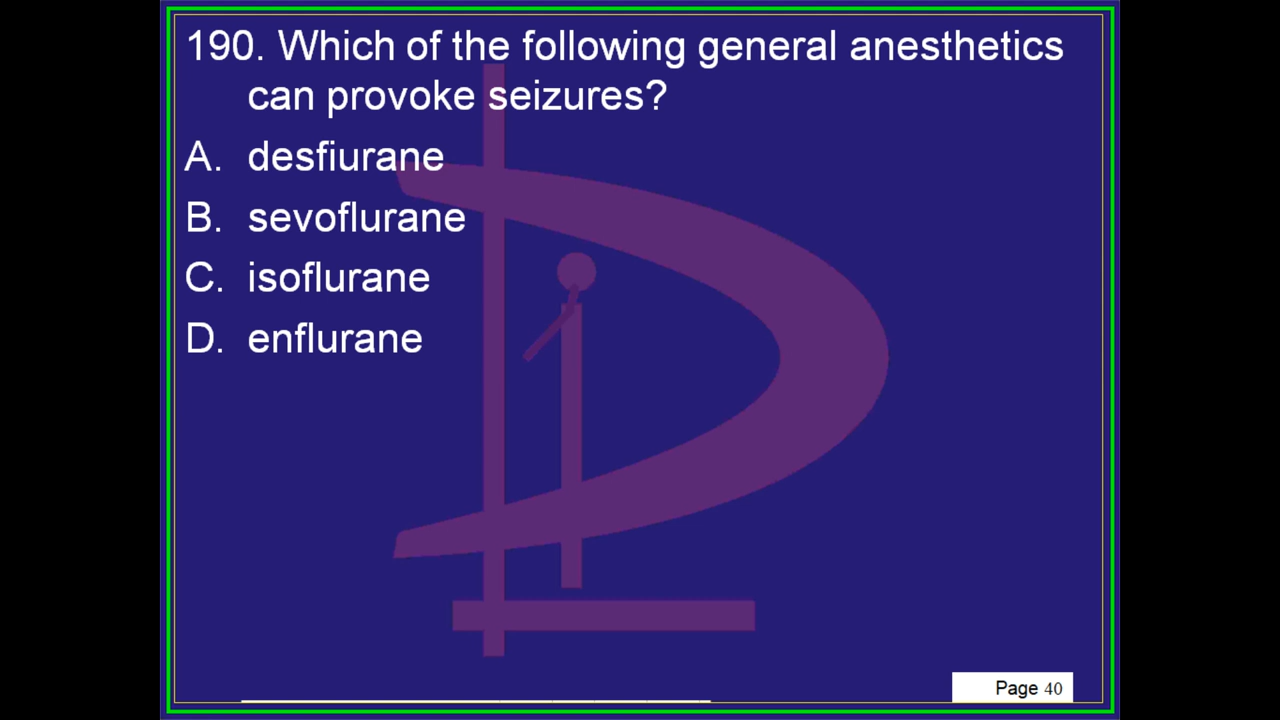 190. Which of the following general anesthetics
can provoke seizures?
A. desfiurane
B. sevoflurane
C. isoflurane
D. enflurane
Page 40